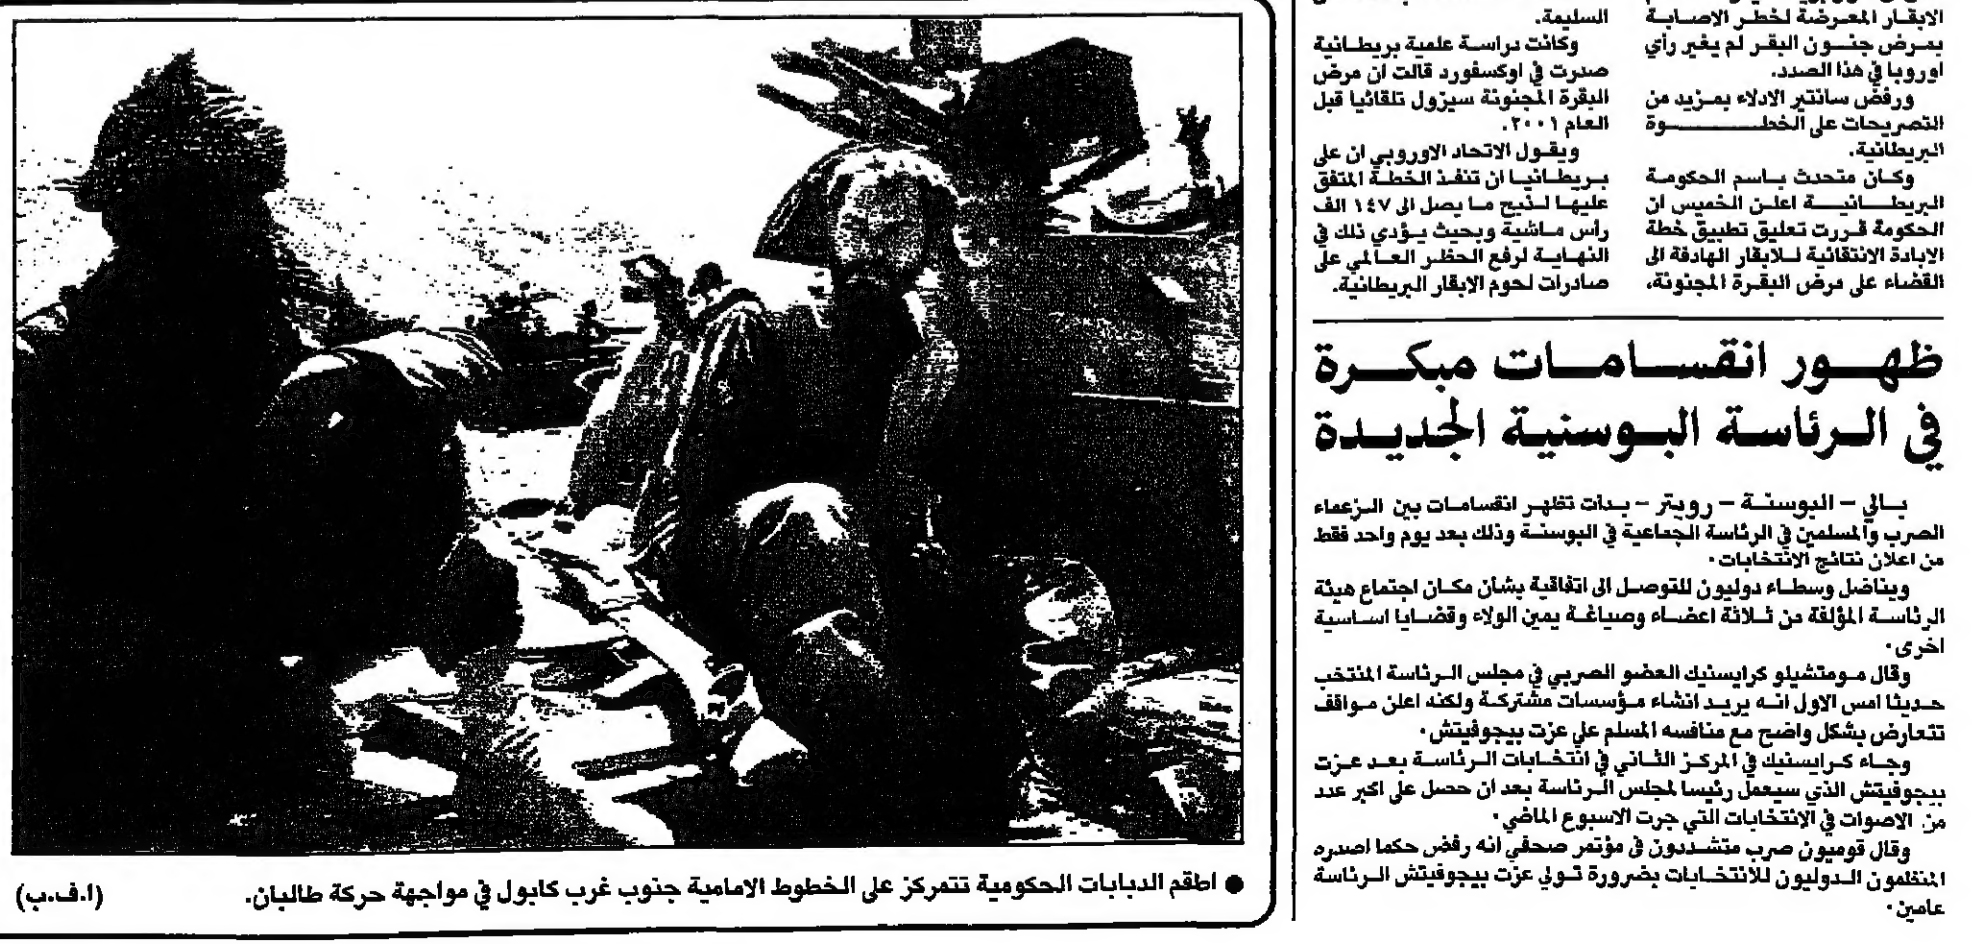 الابقار المعرضة لخطر الاصابة
بمرض جنون البقر لم يغير رأي
اوروبا في هذا الصدد.
ورفض سانتير الادلاء بمزيد من
التصريحات على الخطوة
البريطانية.
وكان متحدث باسم الحكومة
البريطانية اعلن الخميس ان
الحكومة قررت تعليق تطبيق خطة
الابادة الانتقائية للابقار الهادفة الى
القضاء على مرض البقرة المجنونة،
السليمة.
وكانت دراسة علمية بريطانية
صدرت في اوكسفورد قالت ان مرض
البقرة المجنونة سيزول تلقائيا قبل
العام ٢٠٠١.
ويقول الاتحاد الاوروبي ان على
بريطانيا ان تنفذ الخطة المتفق
عليها لذبح ما يصل الى ١٤٧ الف
رأس ماشية وبحيث يؤدي ذلك في
النهاية لرفع الحظر العالمي على
صادرات لحوم الابقار البريطانية.
ظهور انقسامات مبكرة
في الرئاسة البوسنية الجديدة
بالي - البوسنة - رويتر - بدات تظهر انقسامات بين الزعماء
الصرب والمسلمين في الرئاسة الجماعية في البوسنة وذلك بعد يوم واحد فقط
من اعلان نتائج الانتخابات.
ويناضل وسطاء دوليون للتوصل الى اتفاقية بشأن مكان اجتماع هيئة
الرئاسة المؤلفة من ثلاثة اعضاء وصياغة يمين الولاء وقضايا اساسية
اخرى.
وقال مومتشيلو كرايسنيك العضو الصربي في مجلس الرئاسة المنتخب
حديثا امس الاول انه يريد انشاء مؤسسات مشتركة ولكنه اعلن مواقف
تتعارض بشكل واضح مع منافسه المسلم علي عزت بيجوفيتش.
وجاء كرايسنيك في المركز الثاني في انتخابات الرئاسة بعد عزت
بيجوفيتش الذي سيعمل رئيسا لمجلس الرئاسة بعد ان حصل على اكبر عدد
من الاصوات في الانتخابات التي جرت الاسبوع الماضي.
وقال قوميون صرب متشددون في مؤتمر صحفي انه رفض حكما اصدره
المنظمون الدوليون للانتخابات بضرورة تولي عزت بيجوفيتش الرئاسة
عامين.
● اطقم الدبابات الحكومية تتمركز على الخطوط الامامية جنوب غرب كابول في مواجهة حركة طالبان. (ا.ف.ب)